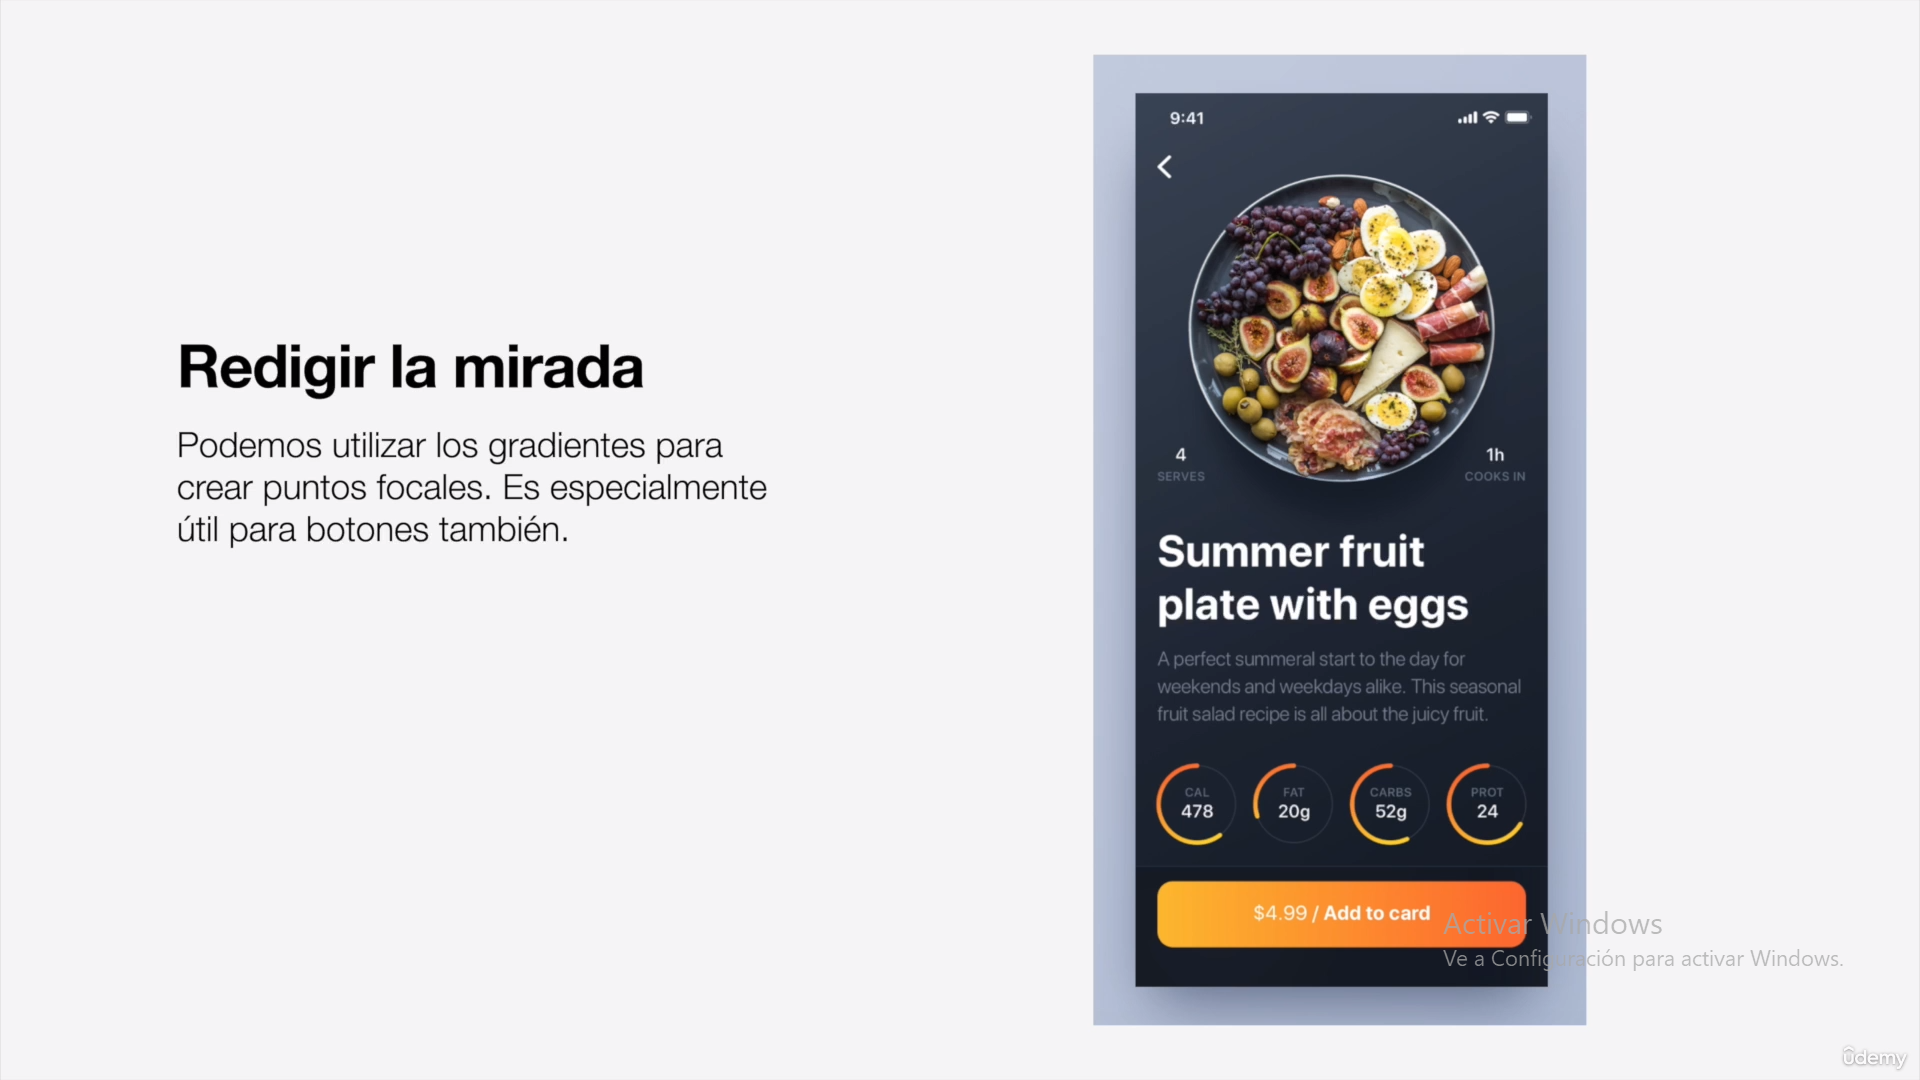 Redigir la mirada
Podemos utilizar los gradientes para
crear puntos focales. Es especialmente
útil para botones también.
9:41
4
SERVES
1h
COOKS IN
Summer fruit
plate with eggs
A perfect summeral start to the day for
weekends and weekdays alike. This seasonal
fruit salad recipe is all about the juicy fruit.
CAL
478
FAT
20g
CARBS
52g
PROT
24
$4.99 / Add to card
Activar Windows
Ve a Configuración para activar Windows.
ûdemy